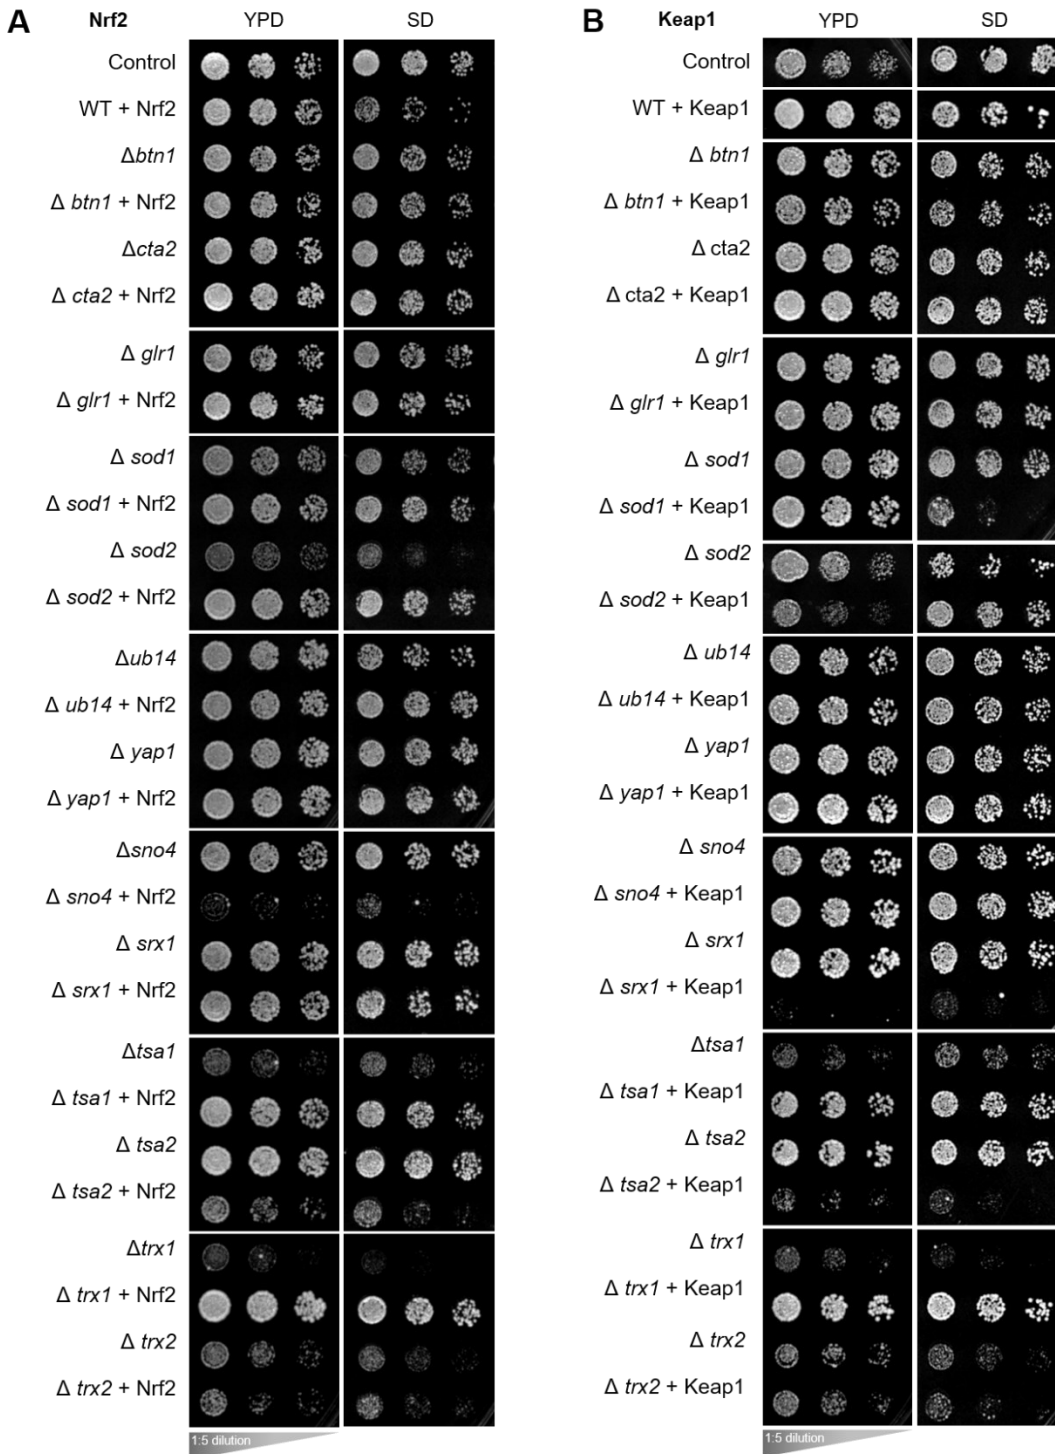 A
Nrf2
YPD
SD
Control
WT + Nrf2
Δbtn1
Δ btn1 + Nrf2
Δcta2
Δ cta2 + Nrf2
Δ glr1
Δ glr1 + Nrf2
Δ sod1
Δ sod1 + Nrf2
Δ sod2
Δ sod2 + Nrf2
Δub14
Δ ub14 + Nrf2
Δ yap1
Δ yap1 + Nrf2
Δsno4
Δ sno4 + Nrf2
Δ srx1
Δ srx1 + Nrf2
Δtsa1
Δ tsa1 + Nrf2
Δ tsa2
Δ tsa2 + Nrf2
Δtrx1
Δ trx1 + Nrf2
Δ trx2
Δ trx2 + Nrf2
1:5 dilution
B
Keap1
YPD
SD
Control
WT + Keap1
Δ btn1
Δ btn1 + Keap1
Δ cta2
Δ cta2 + Keap1
Δ glr1
Δ glr1 + Keap1
Δ sod1
Δ sod1 + Keap1
Δ sod2
Δ sod2 + Keap1
Δ ub14
Δ ub14 + Keap1
Δ yap1
Δ yap1 + Keap1
Δ sno4
Δ sno4 + Keap1
Δ srx1
Δ srx1 + Keap1
Δtsa1
Δ tsa1 + Keap1
Δ tsa2
Δ tsa2 + Keap1
Δ trx1
Δ trx1 + Keap1
Δ trx2
Δ trx2 + Keap1
1:5 dilution